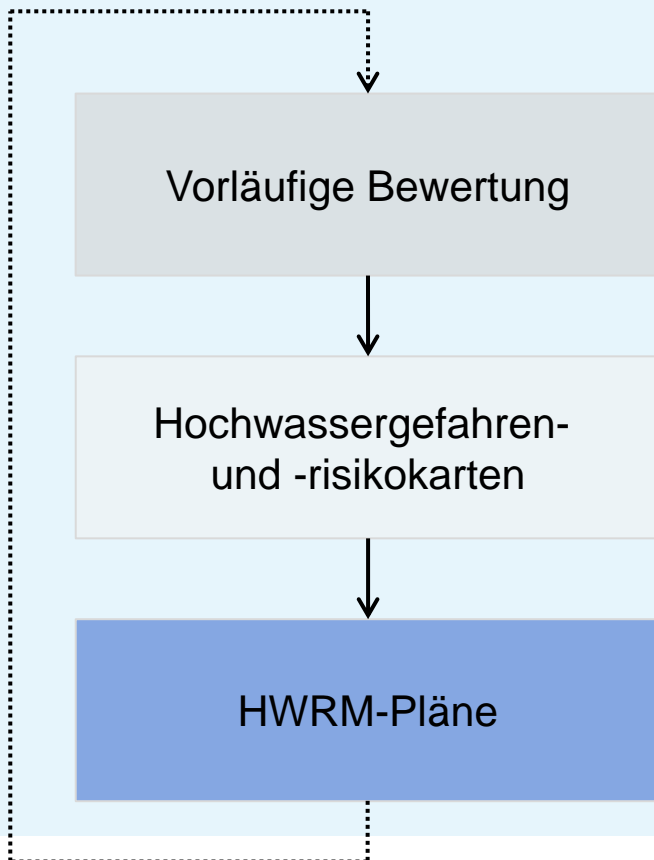 Vorläufige Bewertung
Hochwassergefahren-
und -risikokarten
HWRM-Pläne